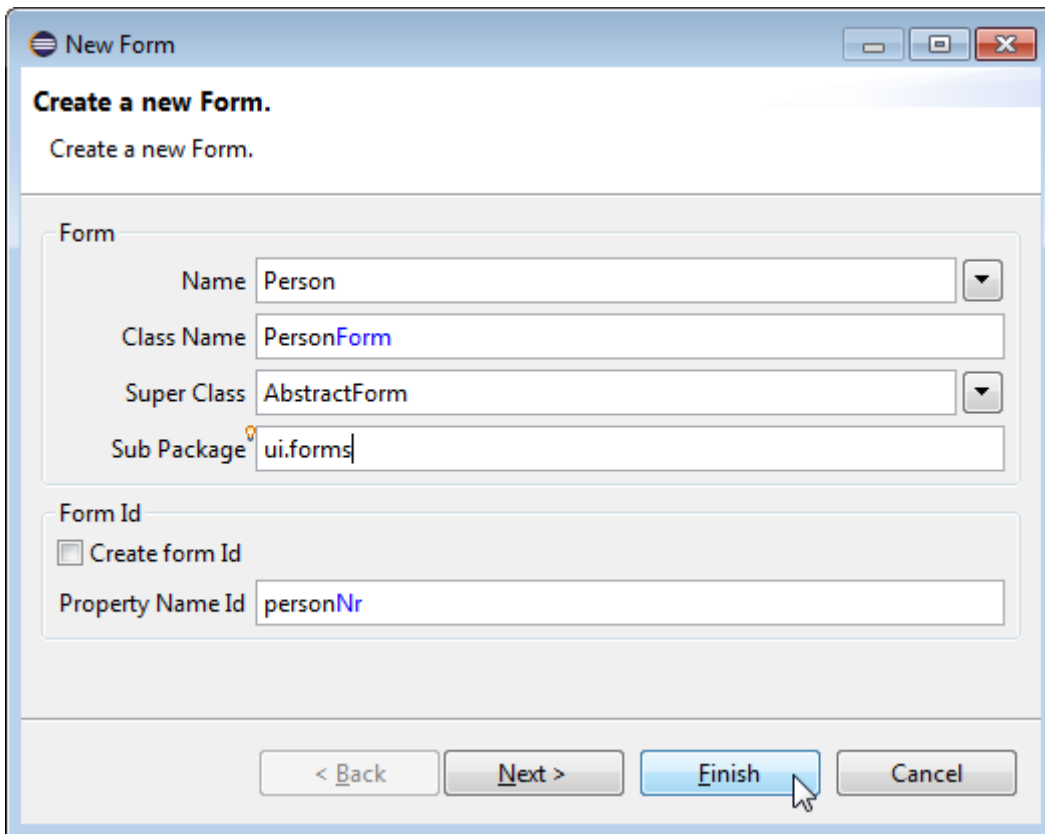 New Form
Create a new Form.
Create a new Form.
Form
Name Person
Class Name PersonForm
Super Class AbstractForm
Sub Package ui.forms
Form Id
Create form Id
Property Name Id personNr
< Back Next > Finish Cancel